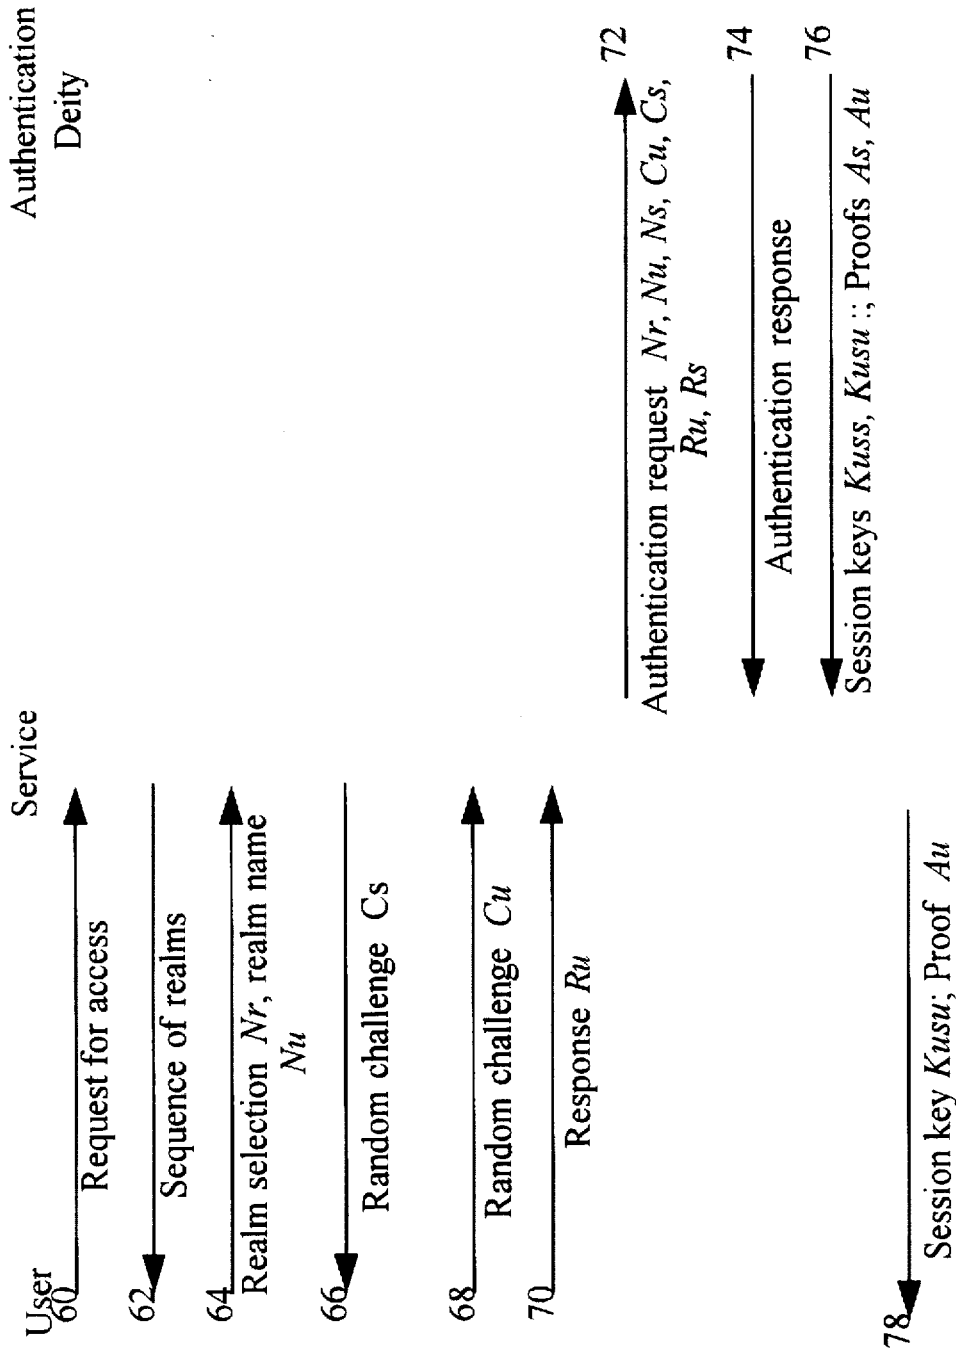 User
Service
Authentication
Deity
60
Request for access
62
Sequence of realms
64
Realm selection Nr, realm name
Nu
66
Random challenge Cs
68
Random challenge Cu
70
Response Ru
72
Authentication request Nr, Nu, Ns, Cu, Cs,
Ru, Rs
74
Authentication response
76
Session keys Kuss, Kusu :; Proofs As, Au
78
Session key Kusu; Proof Au